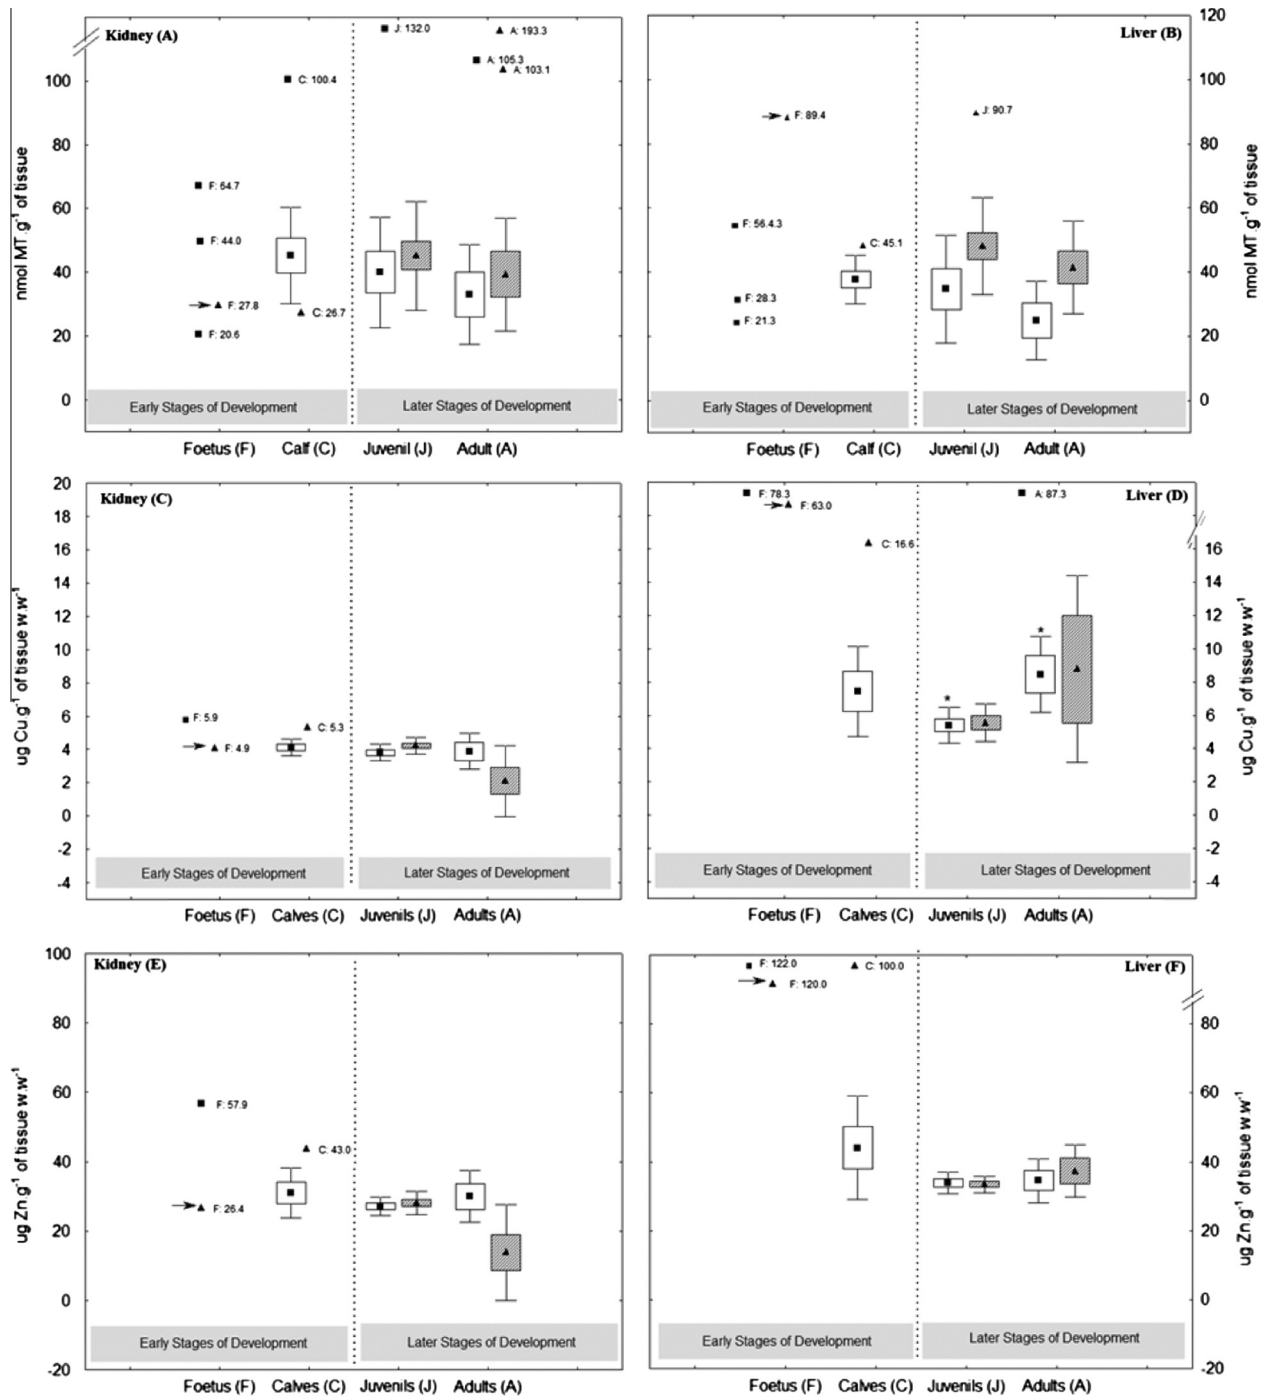 Kidney (A)
J: 132.0
A: 193.3
A: 105.3
A: 103.1
C: 100.4
F: 64.7
F: 44.0
F: 27.8
C: 26.7
F: 20.6
100
80
60
40
20
0
nmol MT.g-1 of tissue
Early Stages of Development
Later Stages of Development
Foetus (F) Calf (C) Juvenil (J) Adult (A)
Liver (B)
F: 89.4
J: 90.7
F: 56.4.3
C: 45.1
F: 28.3
F: 21.3
120
100
80
60
40
20
0
nmol MT.g-1 of tissue
Early Stages of Development
Later Stages of Development
Foetus (F) Calf (C) Juvenil (J) Adult (A)
Kidney (C)
F: 5.9
F: 4.9
C: 5.3
20
18
16
14
12
10
8
6
4
2
0
-2
-4
ug Cu g-1 of tissue w.w-1
Early Stages of Development
Later Stages of Development
Foetus (F) Calves (C) Juvenils (J) Adults (A)
Liver (D)
F: 78.3
F: 63.0
A: 87.3
C: 16.6
*
*
16
14
12
10
8
6
4
2
0
-2
-4
ug Cu.g-1 of tissue w.w-1
Early Stages of Development
Later Stages of Development
Foetus (F) Calves (C) Juvenils (J) Adults (A)
Kidney (E)
F: 57.9
C: 43.0
F: 26.4
100
80
60
40
20
0
-20
ug Zn g-1 of tissue w.w-1
Early Stages of Development
Later Stages of Development
Foetus (F) Calves (C) Juvenils (J) Adults (A)
Liver (F)
F: 122.0
F: 120.0
C: 100.0
80
60
40
20
0
-20
ug Zn g-1 of tissue w.w-1
Early Stages of Development
Later Stages of Development
Foetus (F) Calves (C) Juvenils (J) Adults (A)